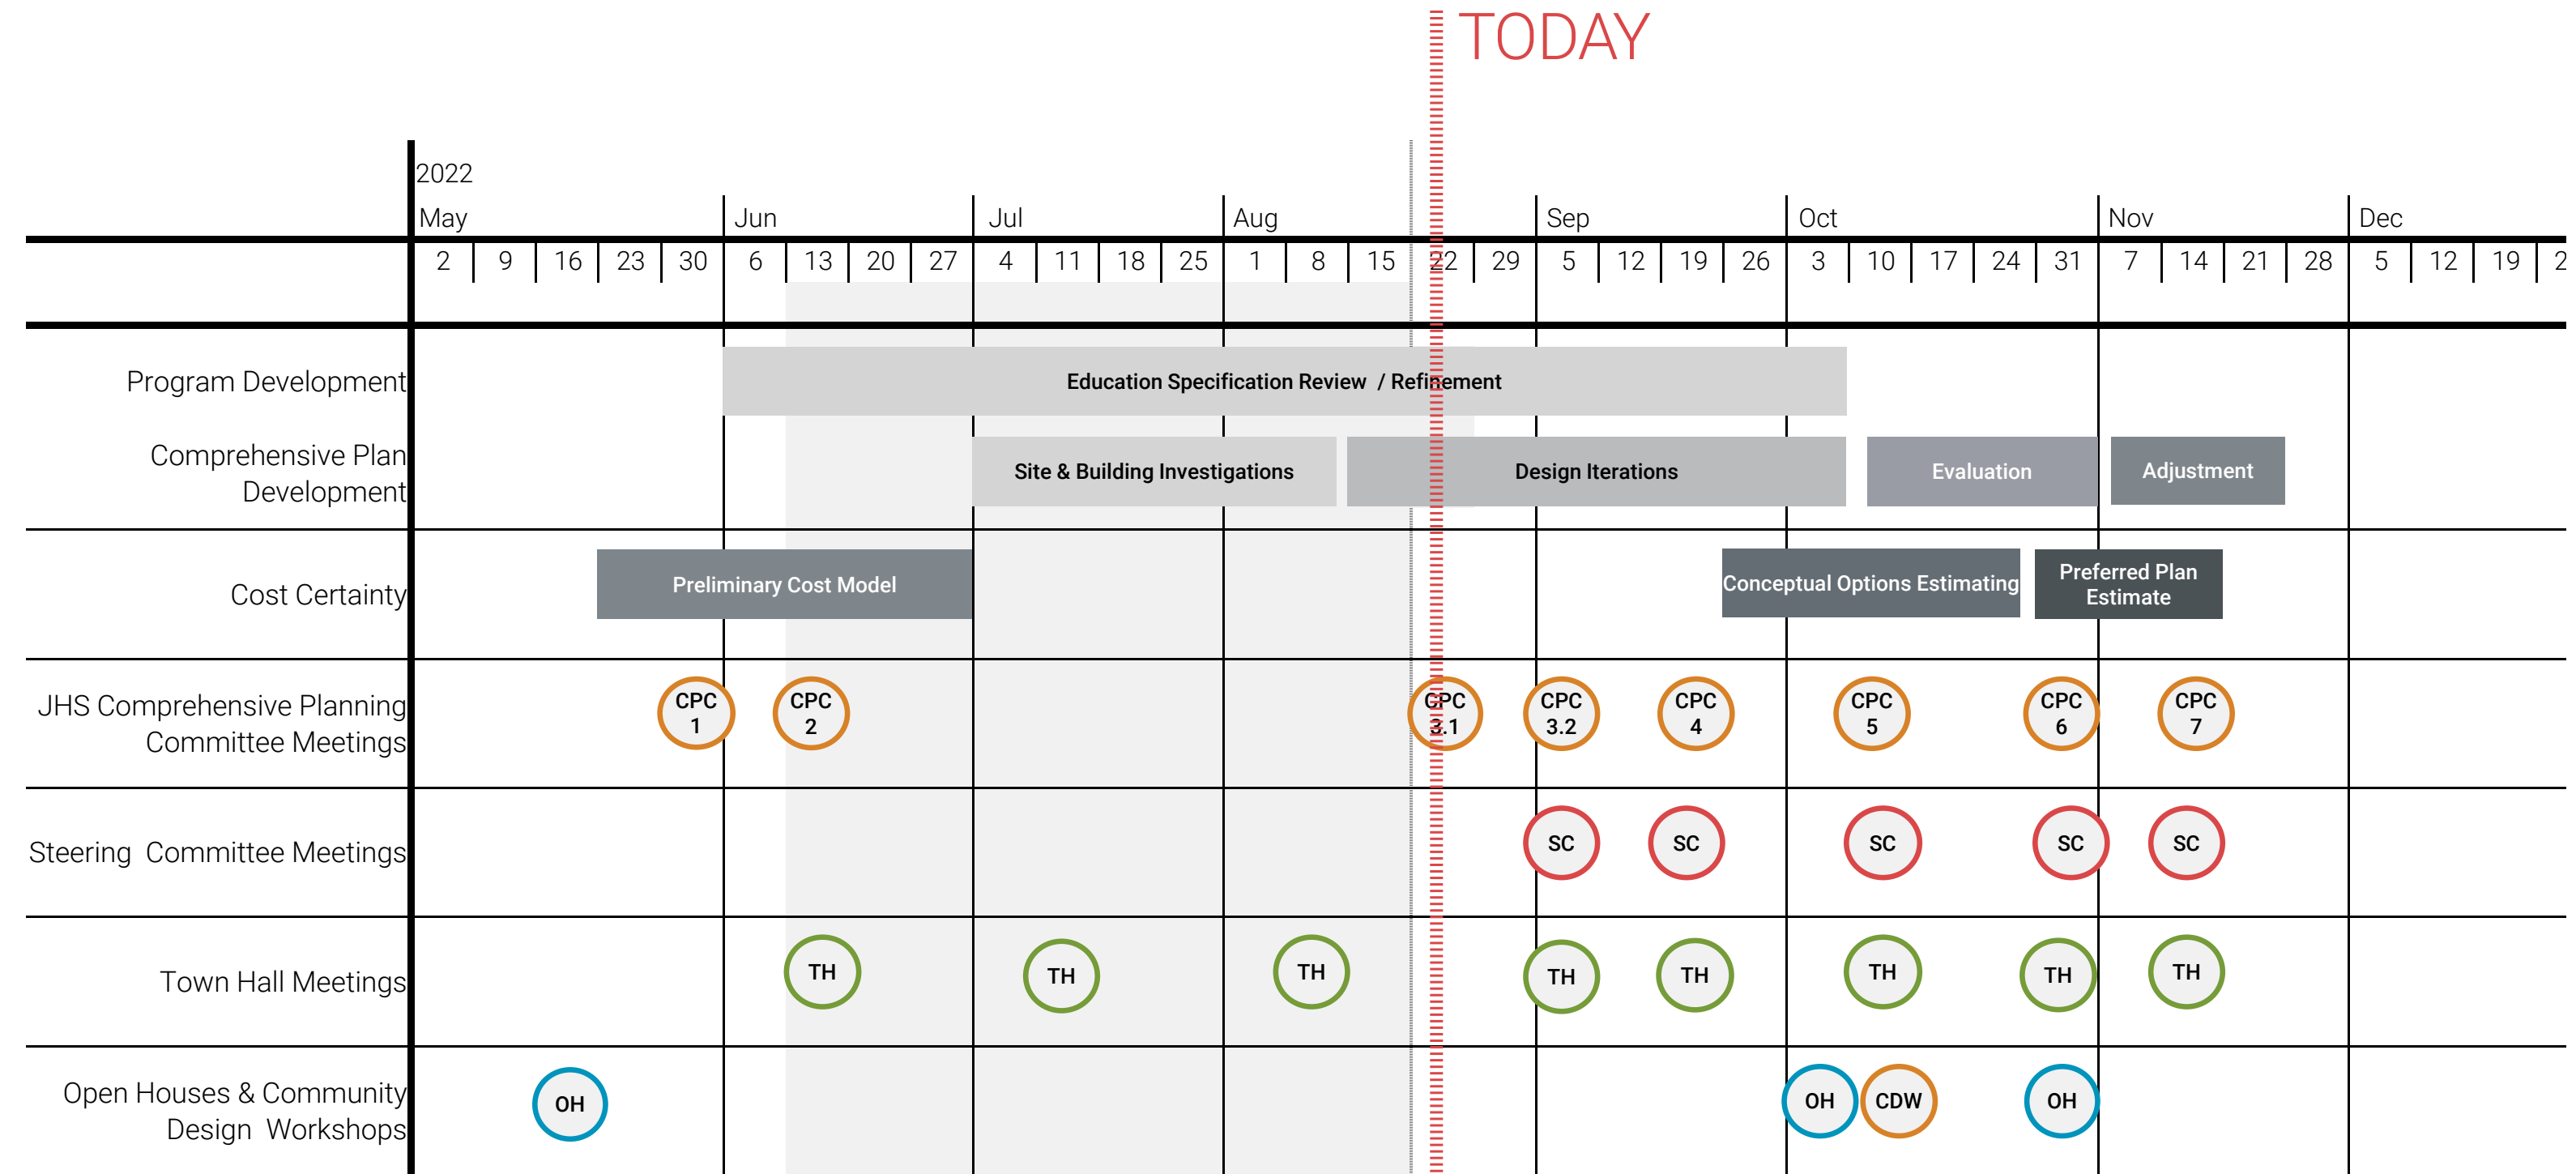 TODAY
2022
May Jun Jul Aug Sep Oct Nov Dec
2 9 16 23 30 6 13 20 27 4 11 18 25 1 8 15 22 29 5 12 19 26 3 10 17 24 31 7 14 21 28 5 12 19 2
Program Development
Education Specification Review / Refinement
Comprehensive Plan
Development
Site & Building Investigations
Design Iterations
Evaluation
Adjustment
Cost Certainty
Preliminary Cost Model
Conceptual Options Estimating
Preferred Plan
Estimate
JHS Comprehensive Planning
Committee Meetings
CPC
1
CPC
2
CPC
3.1
CPC
3.2
CPC
4
CPC
5
CPC
6
CPC
7
Steering Committee Meetings
SC SC SC SC SC
Town Hall Meetings
TH TH TH TH TH TH TH TH
Open Houses & Community
Design Workshops
OH OH CDW OH